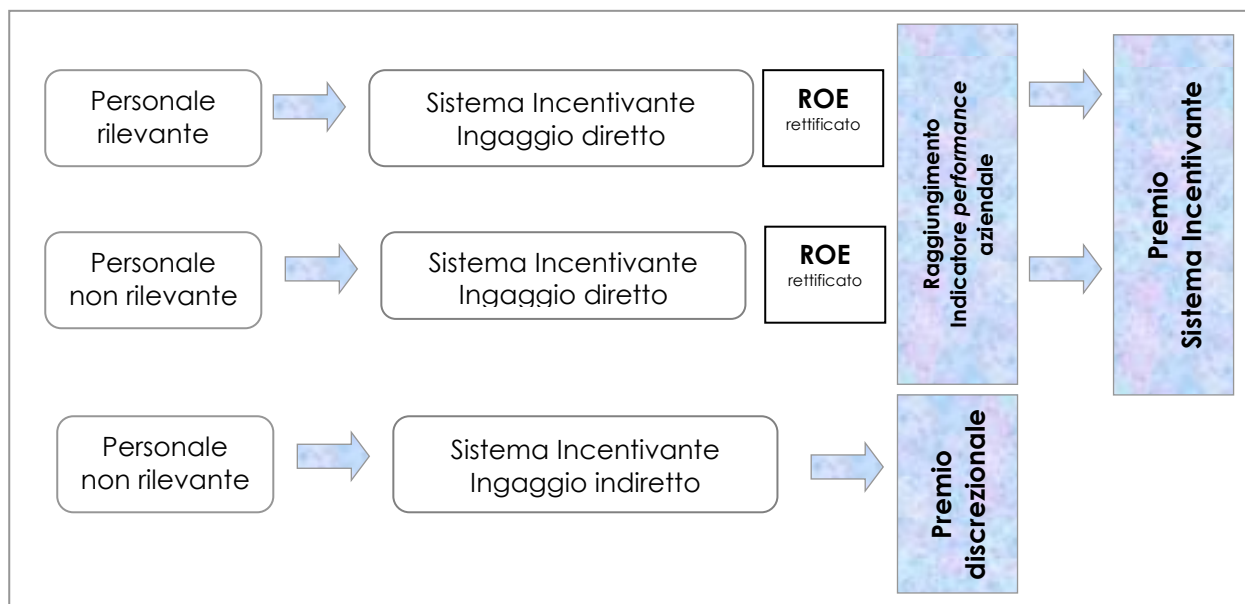 Personale
rilevante
Sistema Incentivante
Ingaggio diretto
ROE
rettificato
Personale
non rilevante
Sistema Incentivante
Ingaggio diretto
ROE
rettificato
Raggiungimento
Indicatore performance
aziendale
Premio
Sistema Incentivante
Personale
non rilevante
Sistema Incentivante
Ingaggio indiretto
Premio
discrezionale